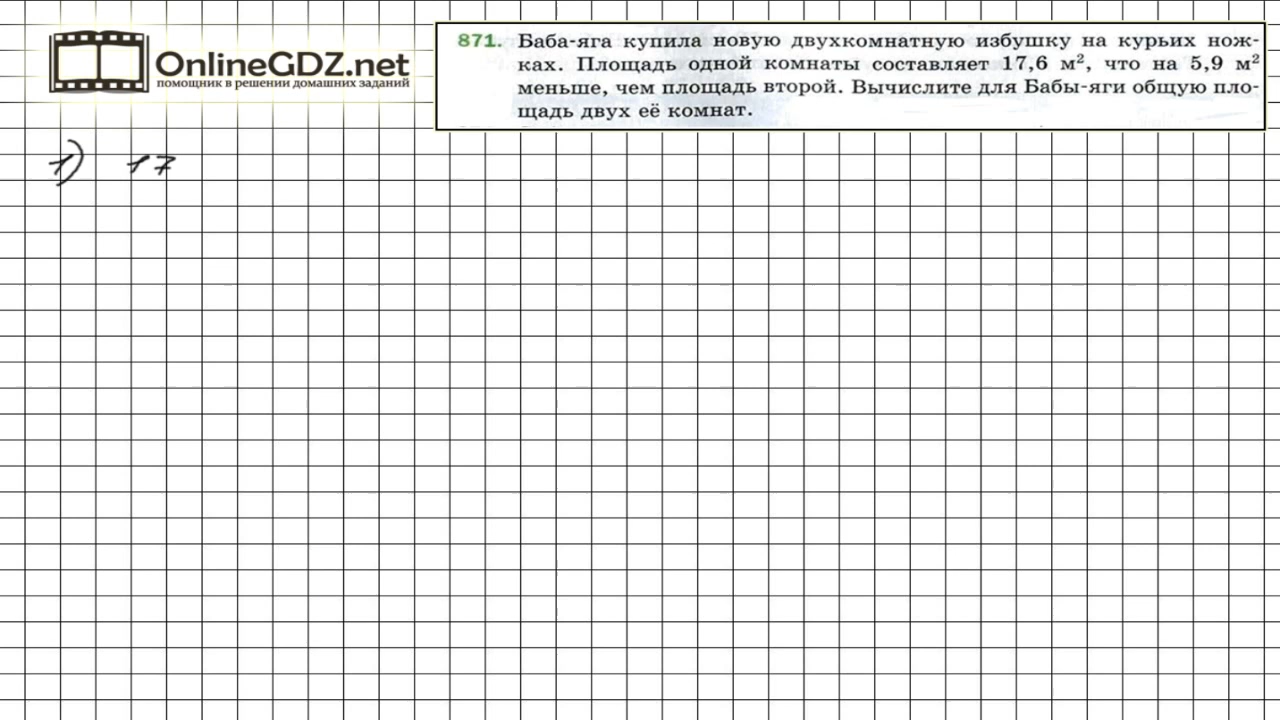 OnlineGDZ.net
помощник в решении домашних заданий
871. Баба-яга купила новую двухкомнатную избушку на курьих нож-
ках. Площадь одной комнаты составляет 17,6 м², что на 5,9 м²
меньше, чем площадь второй. Вычислите для Бабы-яги общую пло-
щадь двух её комнат.
1) 17